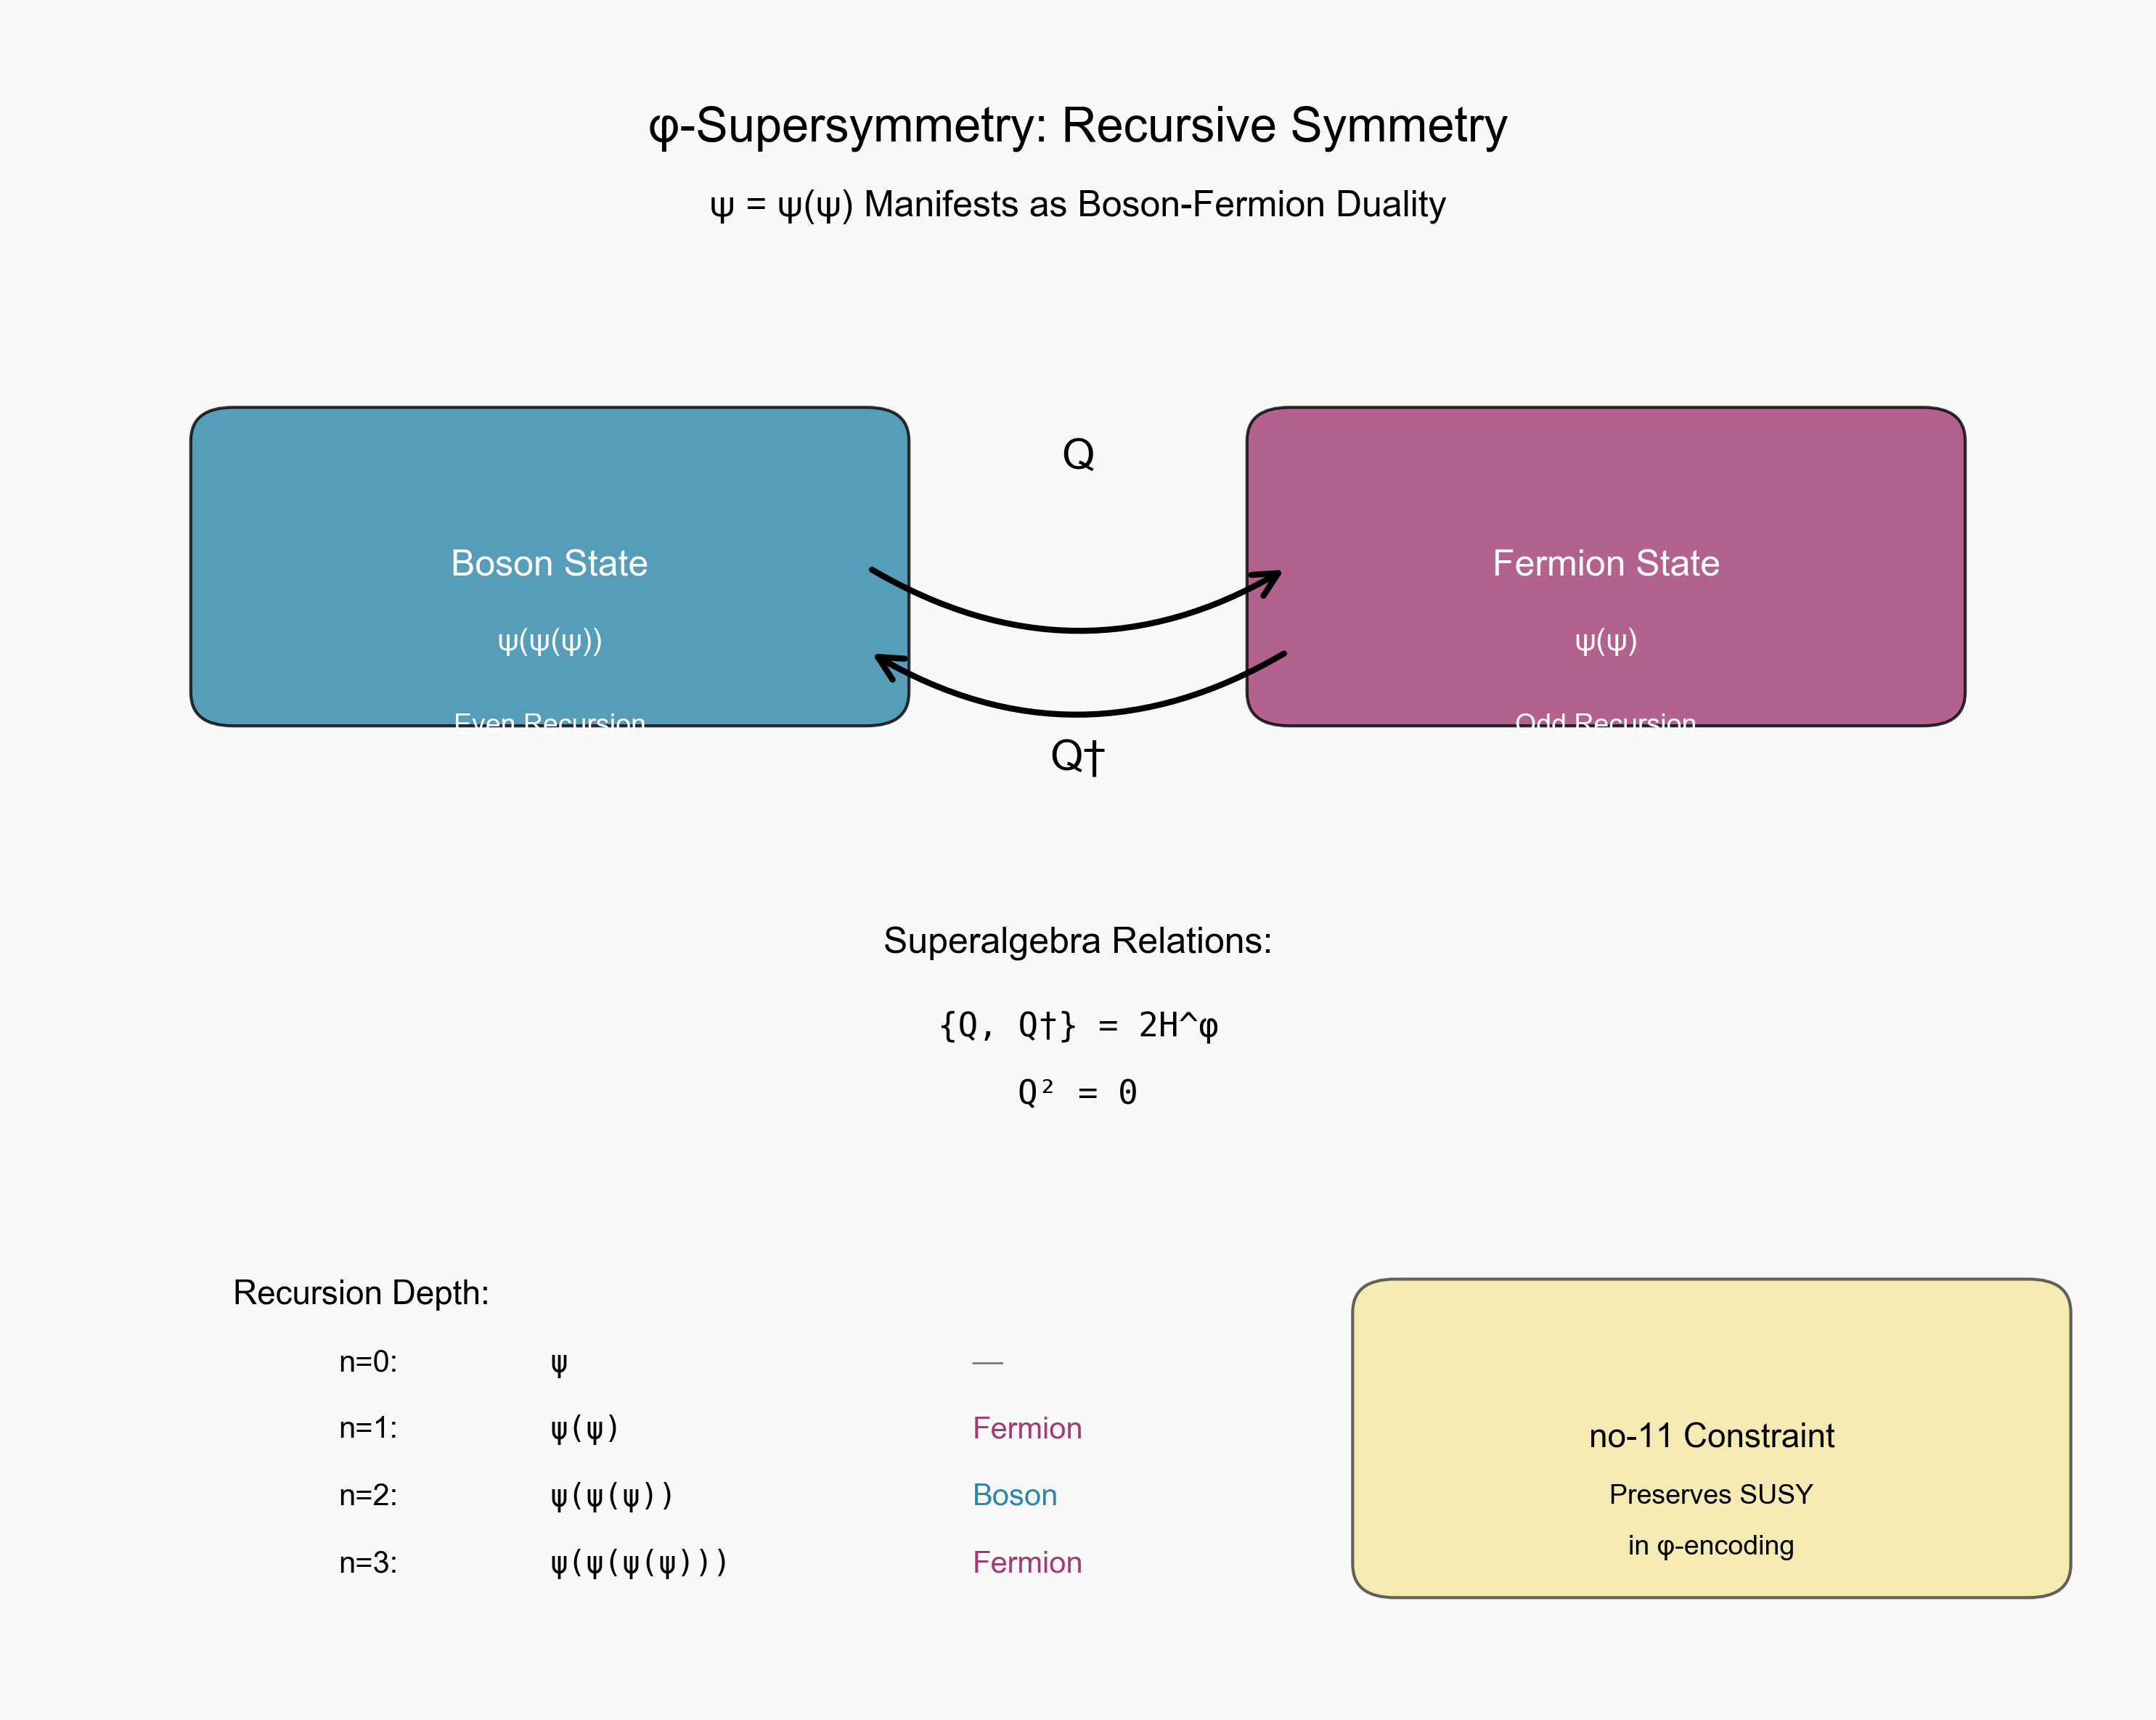 φ-Supersymmetry: Recursive Symmetry
ψ = ψ(ψ) Manifests as Boson-Fermion Duality
Q
Boson State
ψ(ψ(ψ))
Even Recursion
Fermion State
ψ(ψ)
Odd Recursion
Q†
Superalgebra Relations:
{Q, Q†} = 2H^φ
Q² = 0
Recursion Depth:
n=0: ψ —
n=1: ψ(ψ) Fermion
n=2: ψ(ψ(ψ)) Boson
n=3: ψ(ψ(ψ(ψ))) Fermion
no-11 Constraint
Preserves SUSY
in φ-encoding